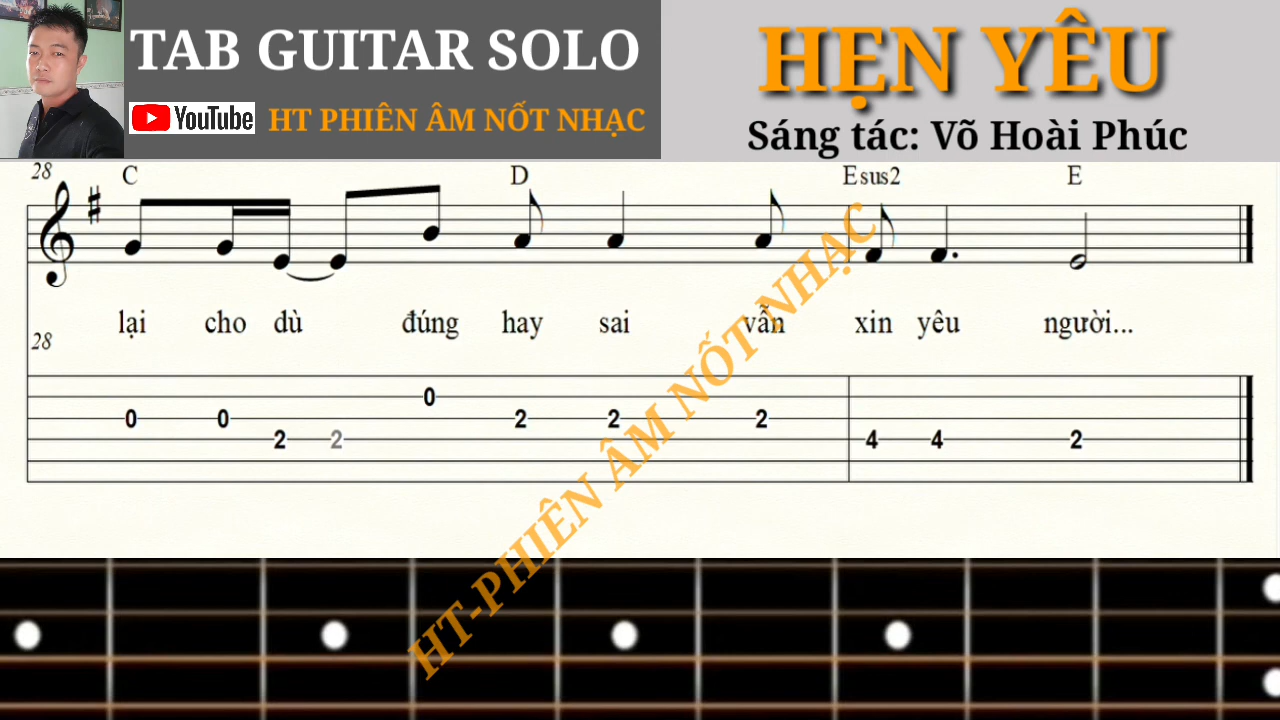 TAB GUITAR SOLO
YouTube HT PHIÊN ÂM NỐT NHẠC
HẸN YÊU
Sáng tác: Võ Hoài Phúc
28 C D Esus2 E
lại cho dù đúng hay sai vẫn xin yêu người...
28
0
0 0 2 2 2
2 2 4 4 2
HT-PHIÊN ÂM NỐT NHẠC